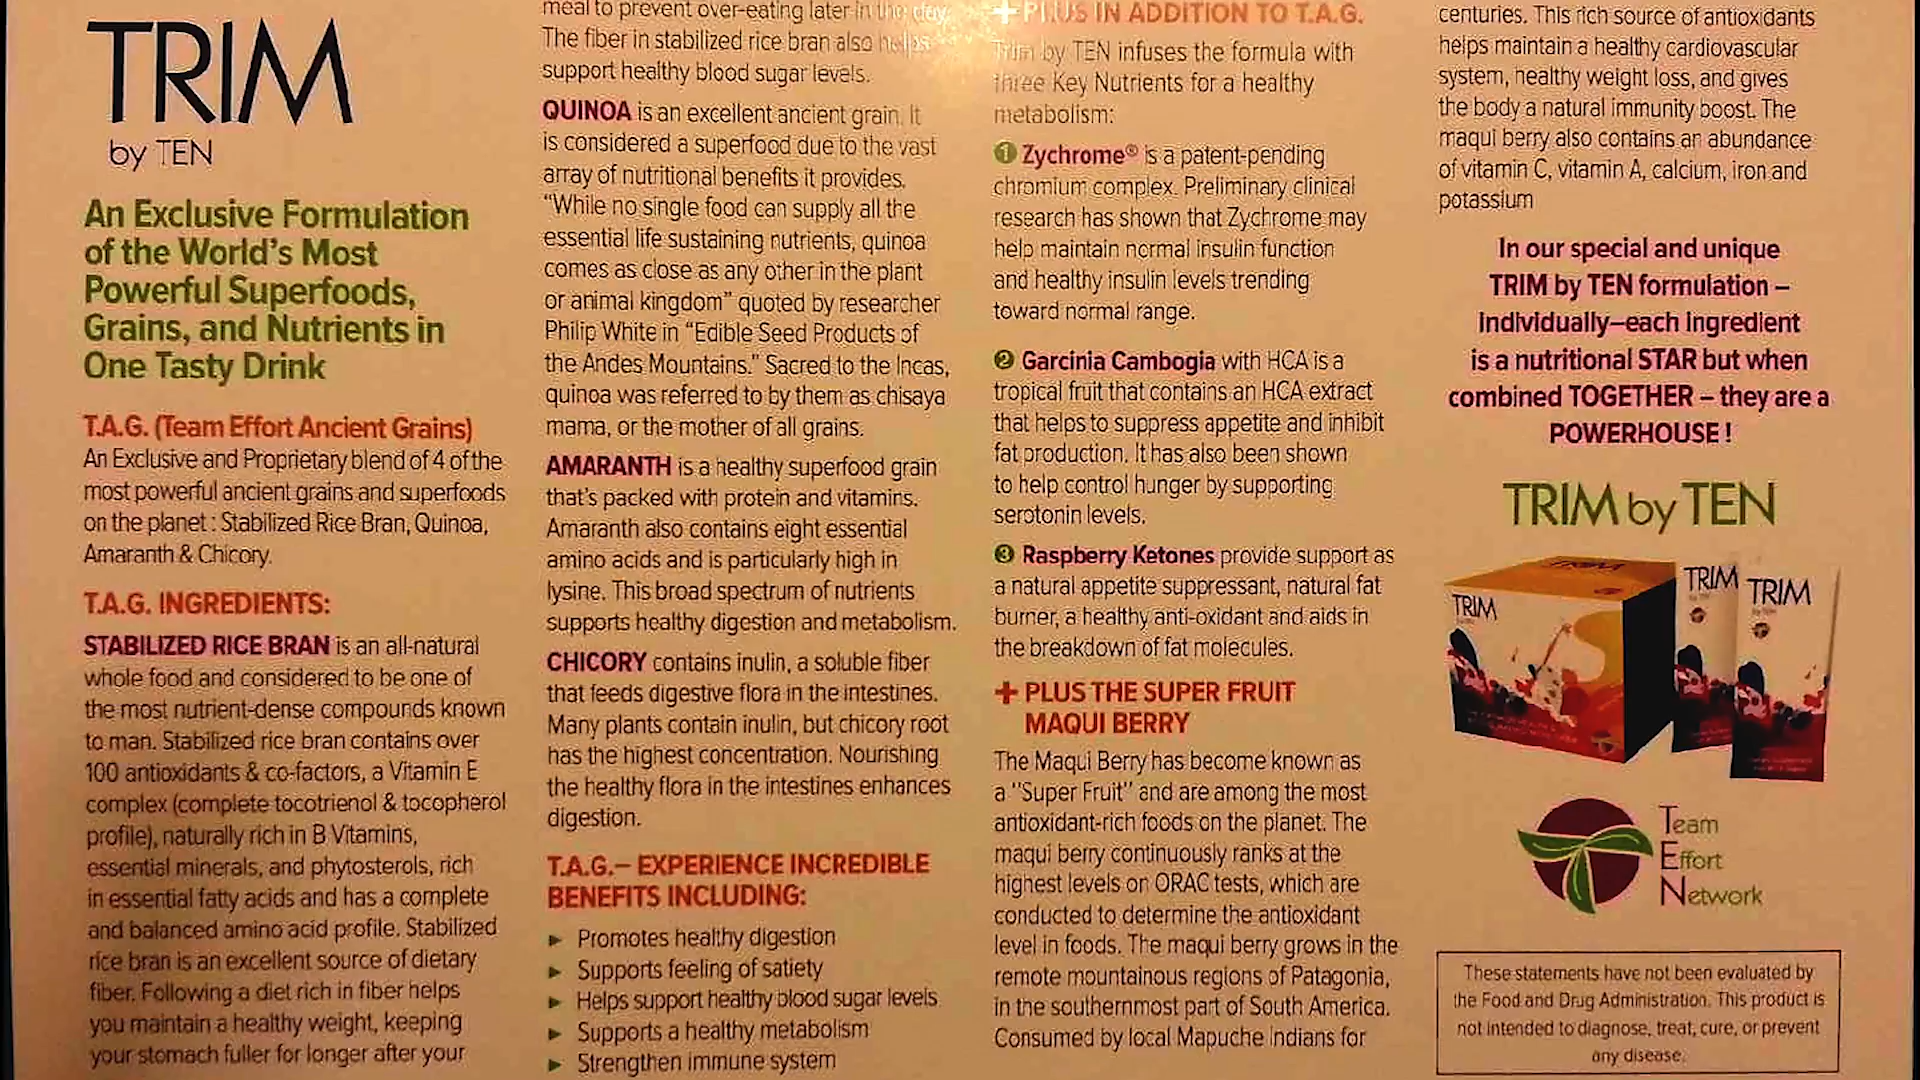 TRIM
by TEN
An Exclusive Formulation
of the World's Most
Powerful Superfoods,
Grains, and Nutrients in
One Tasty Drink
T.A.G. (Team Effort Ancient Grains)
An Exclusive and Proprietary blend of 4 of the
most powerful ancient grains and superfoods
on the planet : Stabilized Rice Bran, Quinoa,
Amaranth & Chicory.
T.A.G. INGREDIENTS:
STABILIZED RICE BRAN is an all-natural
whole food and considered to be one of
the most nutrient-dense compounds known
to man. Stabilized rice bran contains over
100 antioxidants & co-factors, a Vitamin E
complex (complete tocotrienol & tocopherol
profile), naturally rich in B Vitamins,
essential minerals, and phytosterols, rich
in essential fatty acids and has a complete
and balanced amino acid profile. Stabilized
rice bran is an excellent source of dietary
fiber. Following a diet rich in fiber helps
you maintain a healthy weight, keeping
your stomach fuller for longer after your
meal to prevent over-eating later in the day.
The fiber in stabilized rice bran also helps
support healthy blood sugar levels.
QUINOA is an excellent ancient grain. It
is considered a superfood due to the vast
array of nutritional benefits it provides.
"While no single food can supply all the
essential life sustaining nutrients, quinoa
comes as close as any other in the plant
or animal kingdom" quoted by researcher
Philip White in "Edible Seed Products of
the Andes Mountains." Sacred to the Incas,
quinoa was referred to by them as chisaya
mama, or the mother of all grains.
AMARANTH is a healthy superfood grain
that's packed with protein and vitamins.
Amaranth also contains eight essential
amino acids and is particularly high in
lysine. This broad spectrum of nutrients
supports healthy digestion and metabolism.
CHICORY contains inulin, a soluble fiber
that feeds digestive flora in the intestines.
Many plants contain inulin, but chicory root
has the highest concentration. Nourishing
the healthy flora in the intestines enhances
digestion.
T.A.G.– EXPERIENCE INCREDIBLE
BENEFITS INCLUDING:
► Promotes healthy digestion
► Supports feeling of satiety
► Helps support healthy blood sugar levels
► Supports a healthy metabolism
► Strengthen immune system
+ PLUS IN ADDITION TO T.A.G.
Trim by TEN infuses the formula with
three Key Nutrients for a healthy
metabolism:
1 Zychrome® is a patent-pending
chromium complex. Preliminary clinical
research has shown that Zychrome may
help maintain normal insulin function
and healthy insulin levels trending
toward normal range.
2 Garcinia Cambogia with HCA is a
tropical fruit that contains an HCA extract
that helps to suppress appetite and inhibit
fat production. It has also been shown
to help control hunger by supporting
serotonin levels.
3 Raspberry Ketones provide support as
a natural appetite suppressant, natural fat
burner, a healthy anti-oxidant and aids in
the breakdown of fat molecules.
+ PLUS THE SUPER FRUIT
MAQUI BERRY
The Maqui Berry has become known as
a "Super Fruit" and are among the most
antioxidant-rich foods on the planet. The
maqui berry continuously ranks at the
highest levels on ORAC tests, which are
conducted to determine the antioxidant
level in foods. The maqui berry grows in the
remote mountainous regions of Patagonia,
in the southernmost part of South America.
Consumed by local Mapuche Indians for
centuries. This rich source of antioxidants
helps maintain a healthy cardiovascular
system, healthy weight loss, and gives
the body a natural immunity boost. The
maqui berry also contains an abundance
of vitamin C, vitamin A, calcium, iron and
potassium
In our special and unique
TRIM by TEN formulation –
individually–each ingredient
is a nutritional STAR but when
combined TOGETHER – they are a
POWERHOUSE !
TRIM by TEN
TRIM
TRIM
TRIM
TRIM
Team
Effort
Network
These statements have not been evaluated by
the Food and Drug Administration. This product is
not intended to diagnose, treat, cure, or prevent
any disease.